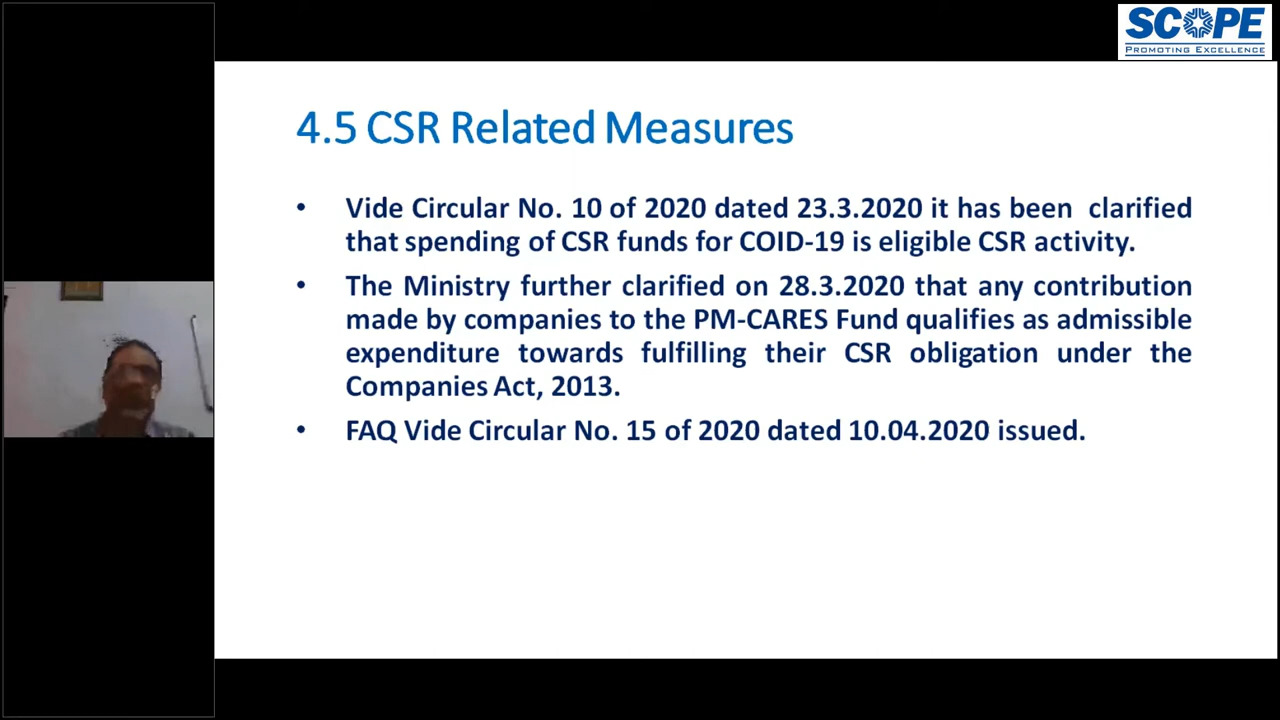 SCOPE
PROMOTING EXCELLENCE
4.5 CSR Related Measures
• Vide Circular No. 10 of 2020 dated 23.3.2020 it has been clarified
that spending of CSR funds for COID-19 is eligible CSR activity.
• The Ministry further clarified on 28.3.2020 that any contribution
made by companies to the PM-CARES Fund qualifies as admissible
expenditure towards fulfilling their CSR obligation under the
Companies Act, 2013.
• FAQ Vide Circular No. 15 of 2020 dated 10.04.2020 issued.